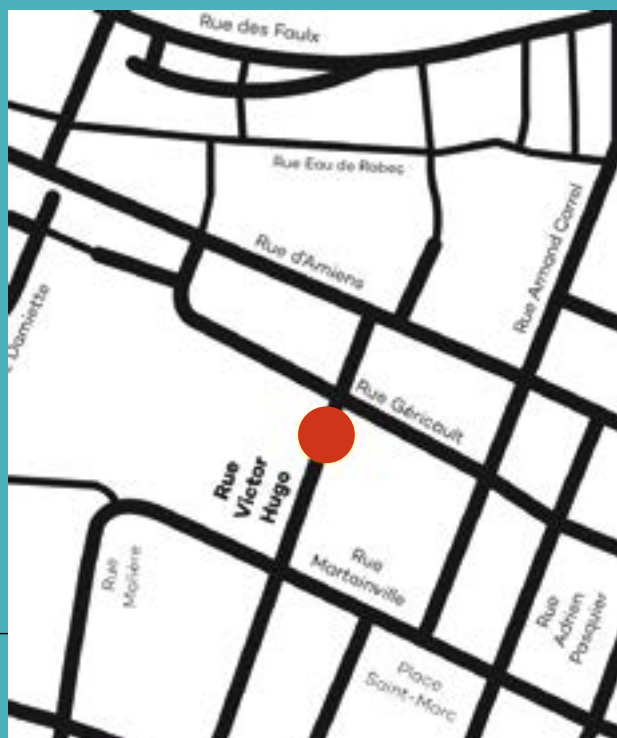 Rue des Faulx
Rue Eau de Robec
Rue d'Amiens
Rue Armand Carrel
Damiette
Rue Géricault
Rue
Victor
Hugo
Rue
Molière
Rue
Martainville
Rue
Adrien
Pasquier
Place
Saint-Marc